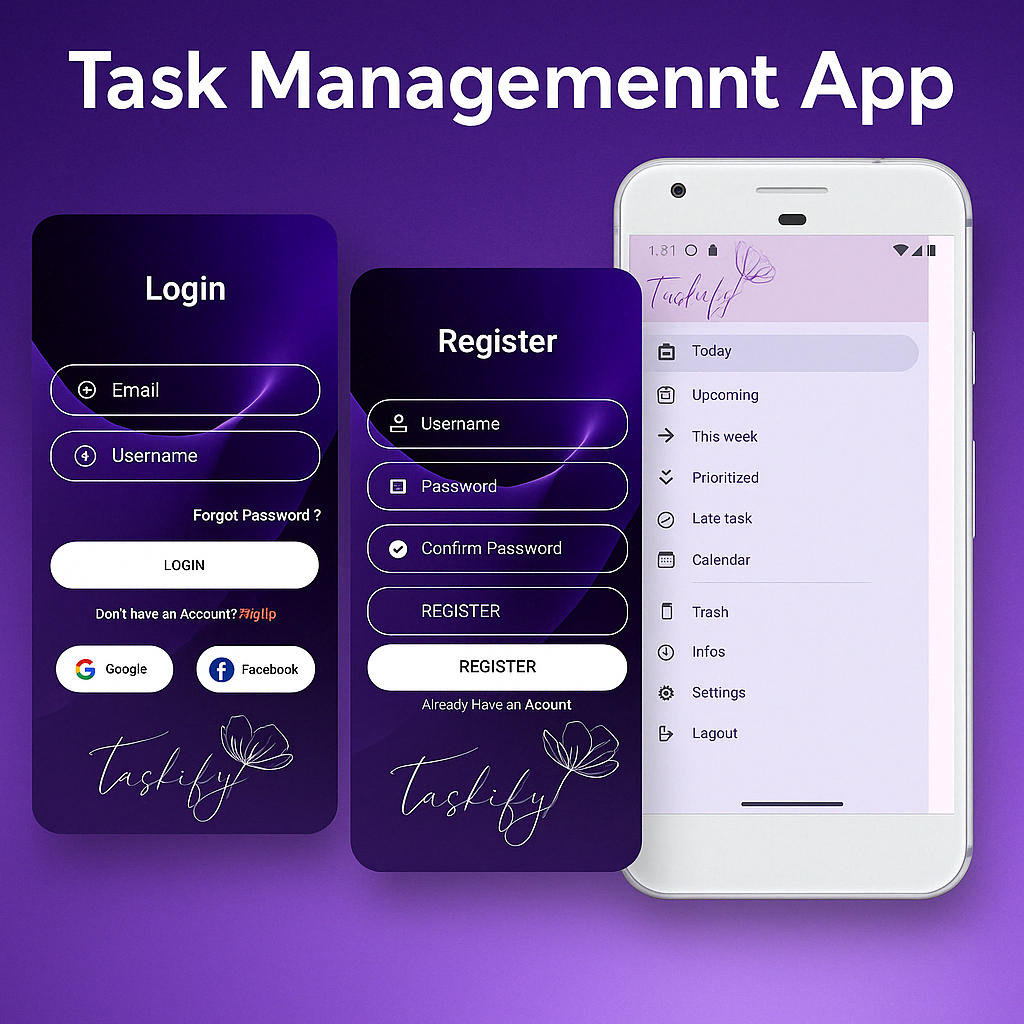 Task Managemennt App
Login
Email
Username
Forgot Password ?
LOGIN
Don't have an Account?
Google
Facebook
Taskify
Register
Username
Password
Confirm Password
REGISTER
REGISTER
Already Have an Acount
Taskify
1.81
Today
Upcoming
This week
Prioritized
Late task
Calendar
Trash
Infos
Settings
Lagout